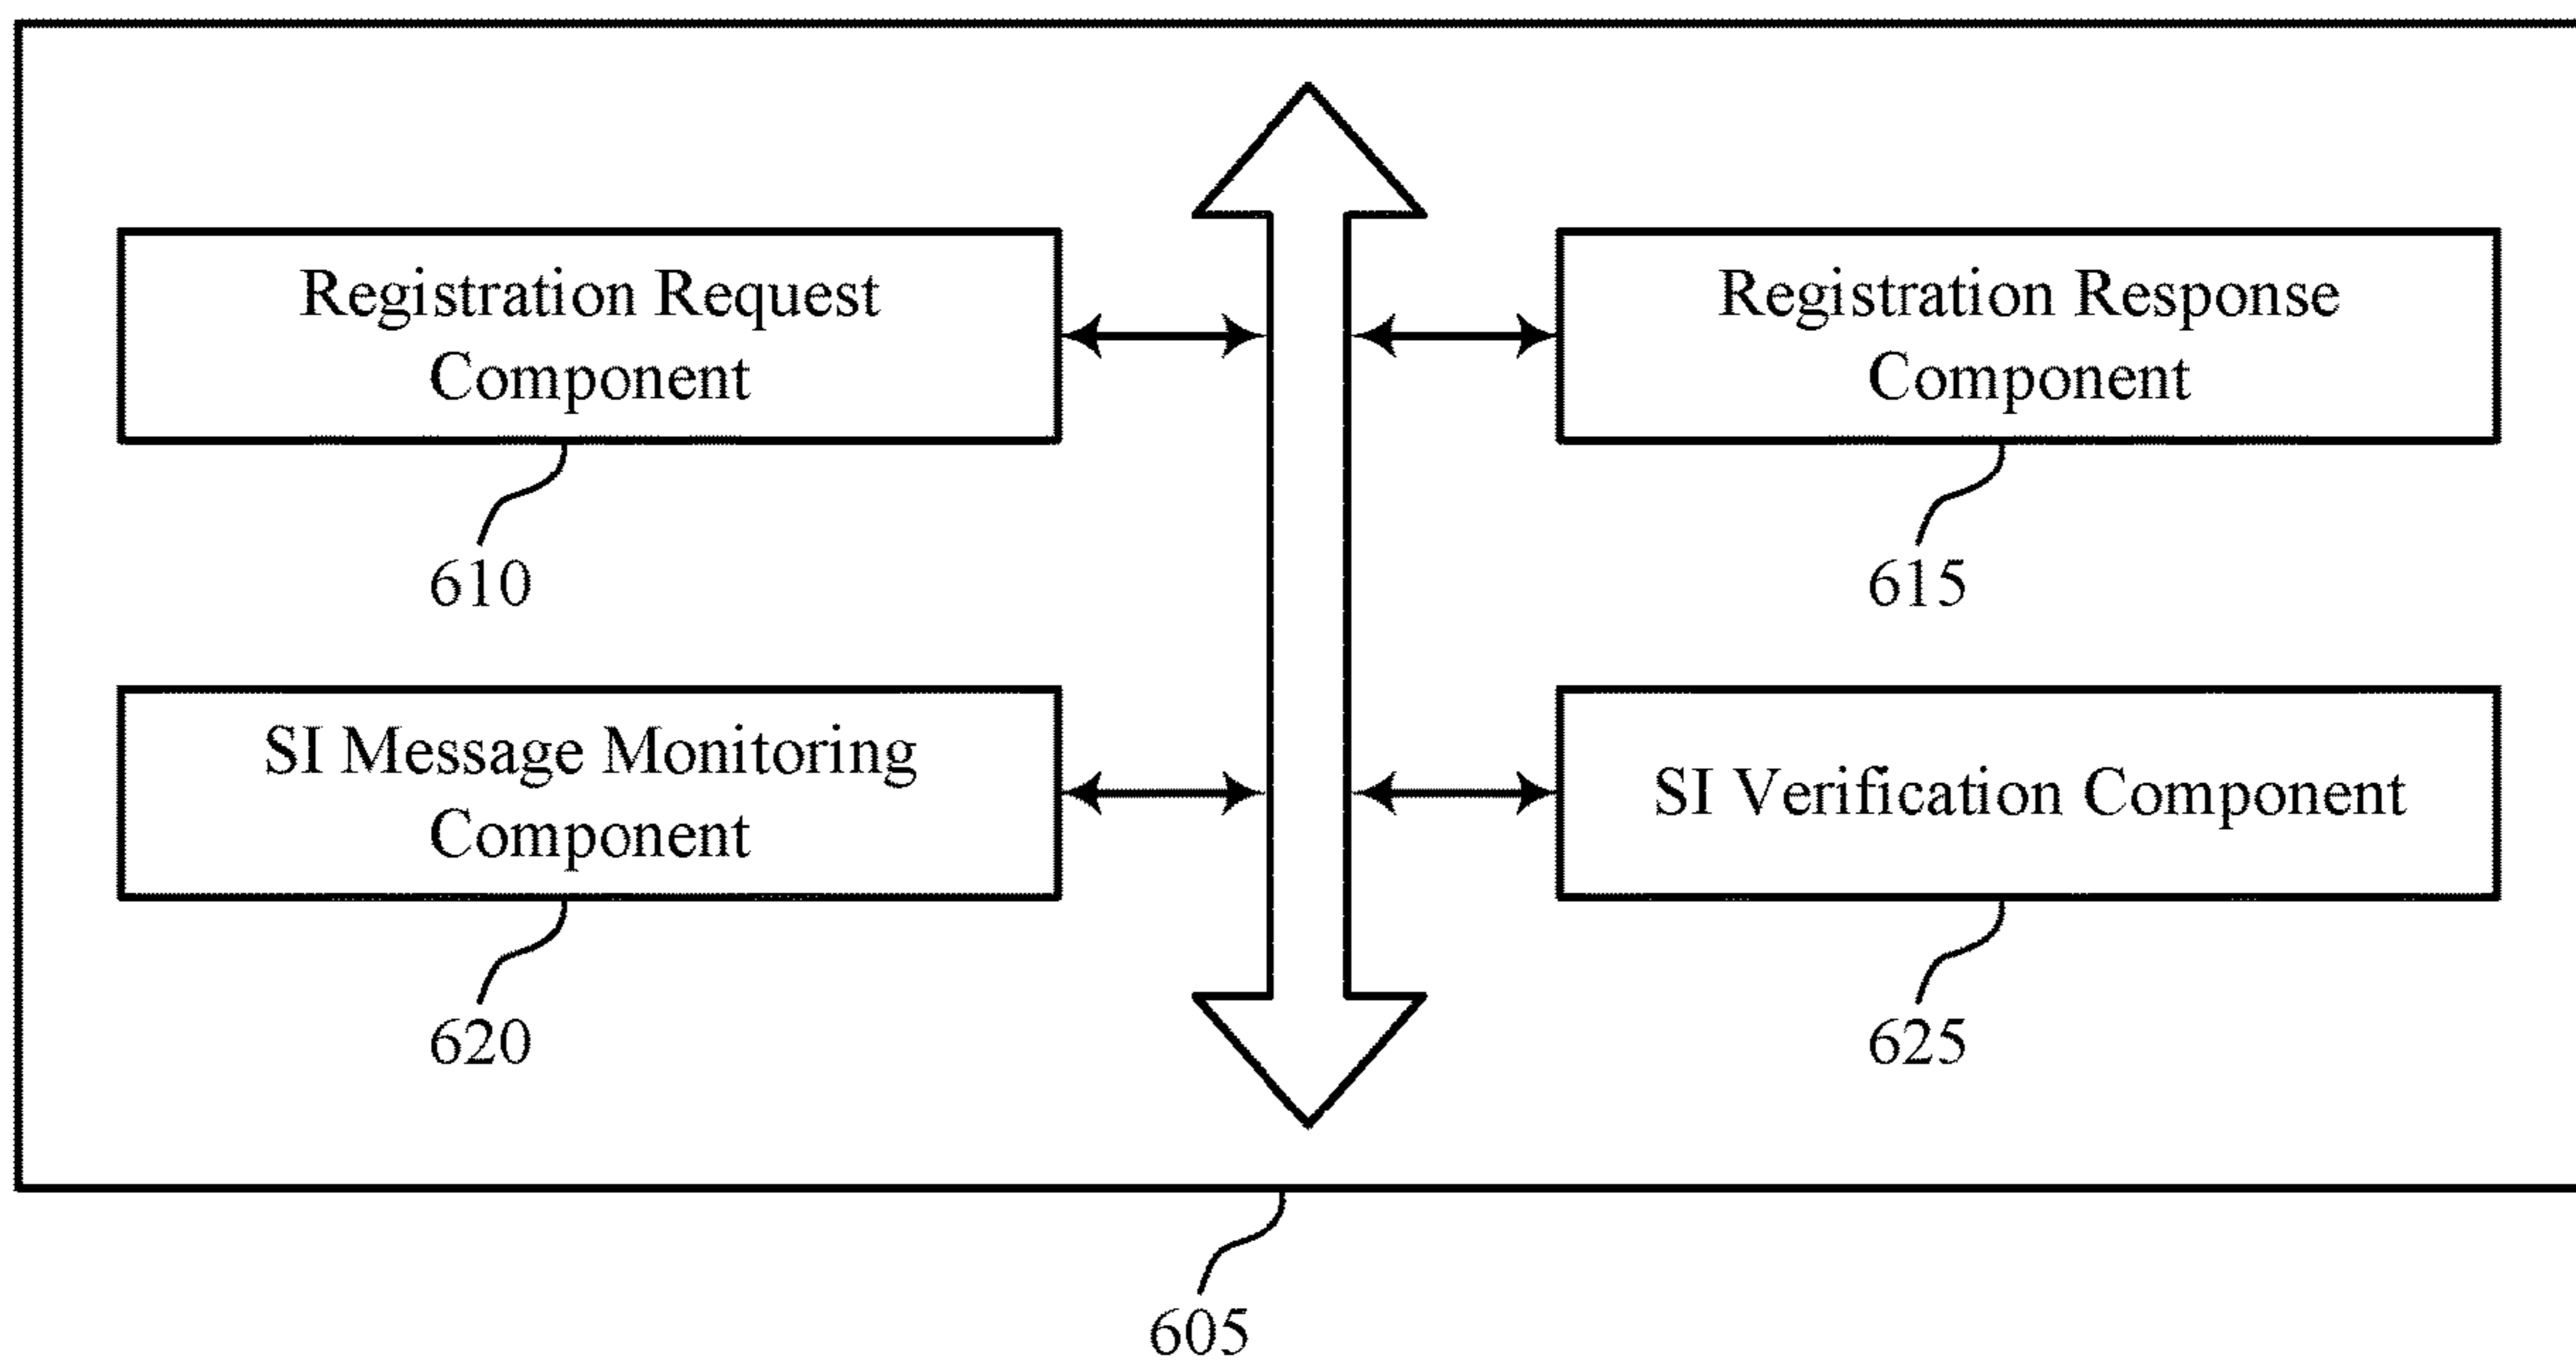 Registration Request
Component
610
Registration Response
Component
615
SI Message Monitoring
Component
620
SI Verification Component
625
605